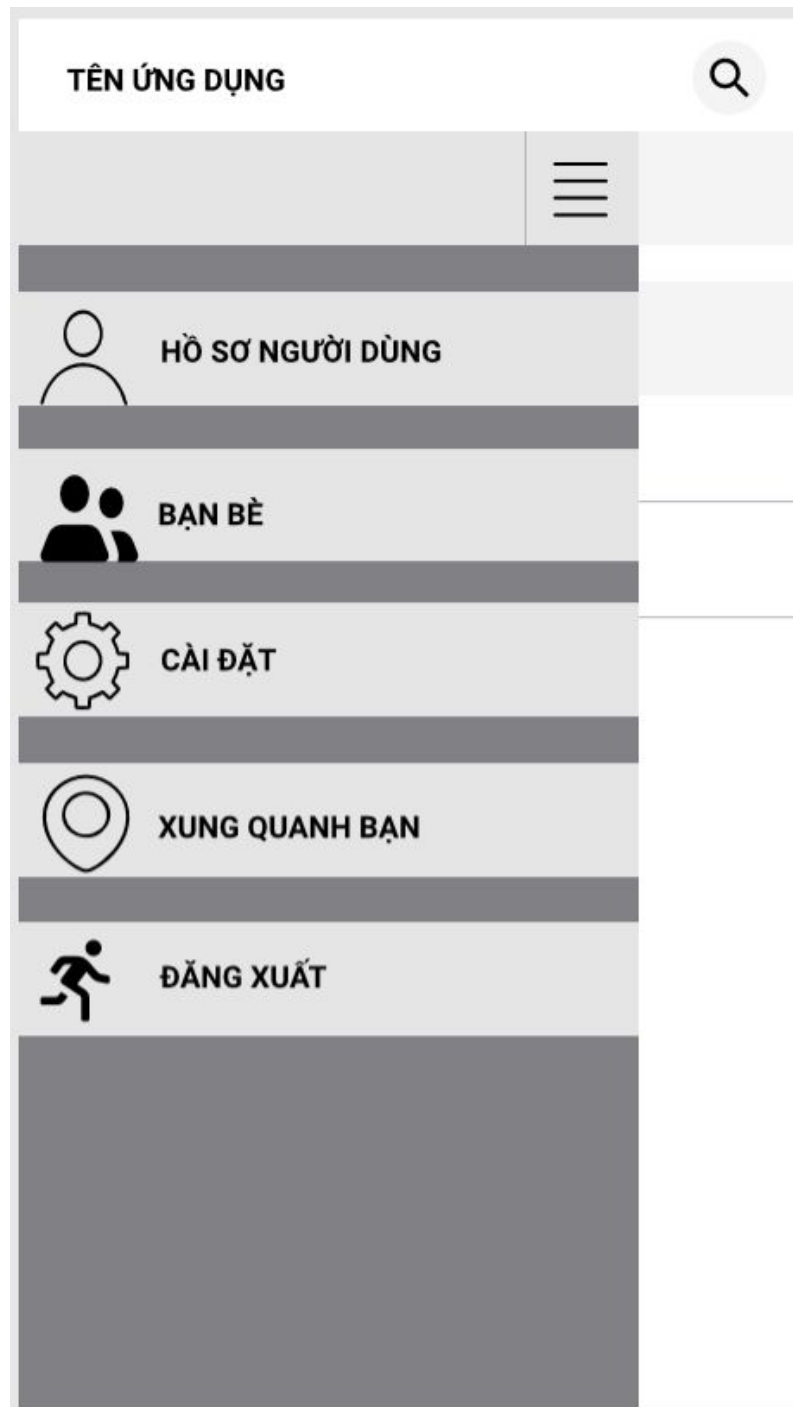 TÊN ỨNG DỤNG
HỒ SƠ NGƯỜI DÙNG
BẠN BÈ
CÀI ĐẶT
XUNG QUANH BẠN
ĐĂNG XUẤT